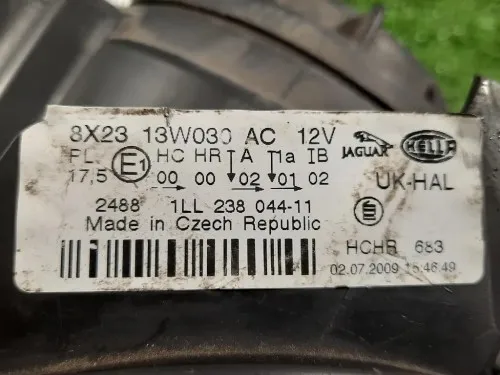 8X23 13W030 AC 12V JAGUAR HELLA
PL. E1 HC HR A 1a IB
17,5 00 00 02 01 02 UK-HAL
2488 1LL 238 044-11
Made in Czech Republic
HCHR 683
02.07.2009 15:46:49